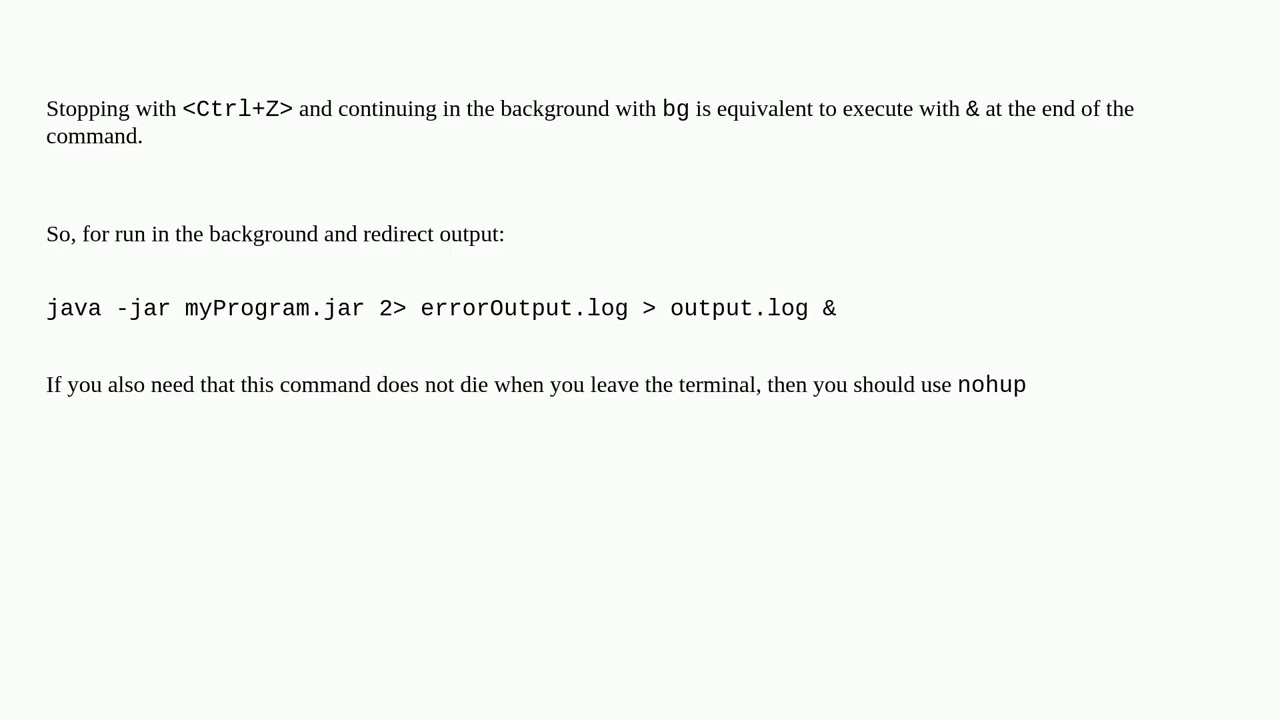 Stopping with <Ctrl+Z> and continuing in the background with bg is equivalent to execute with & at the end of the
command.
So, for run in the background and redirect output:
java -jar myProgram.jar 2> errorOutput.log > output.log &
If you also need that this command does not die when you leave the terminal, then you should use nohup